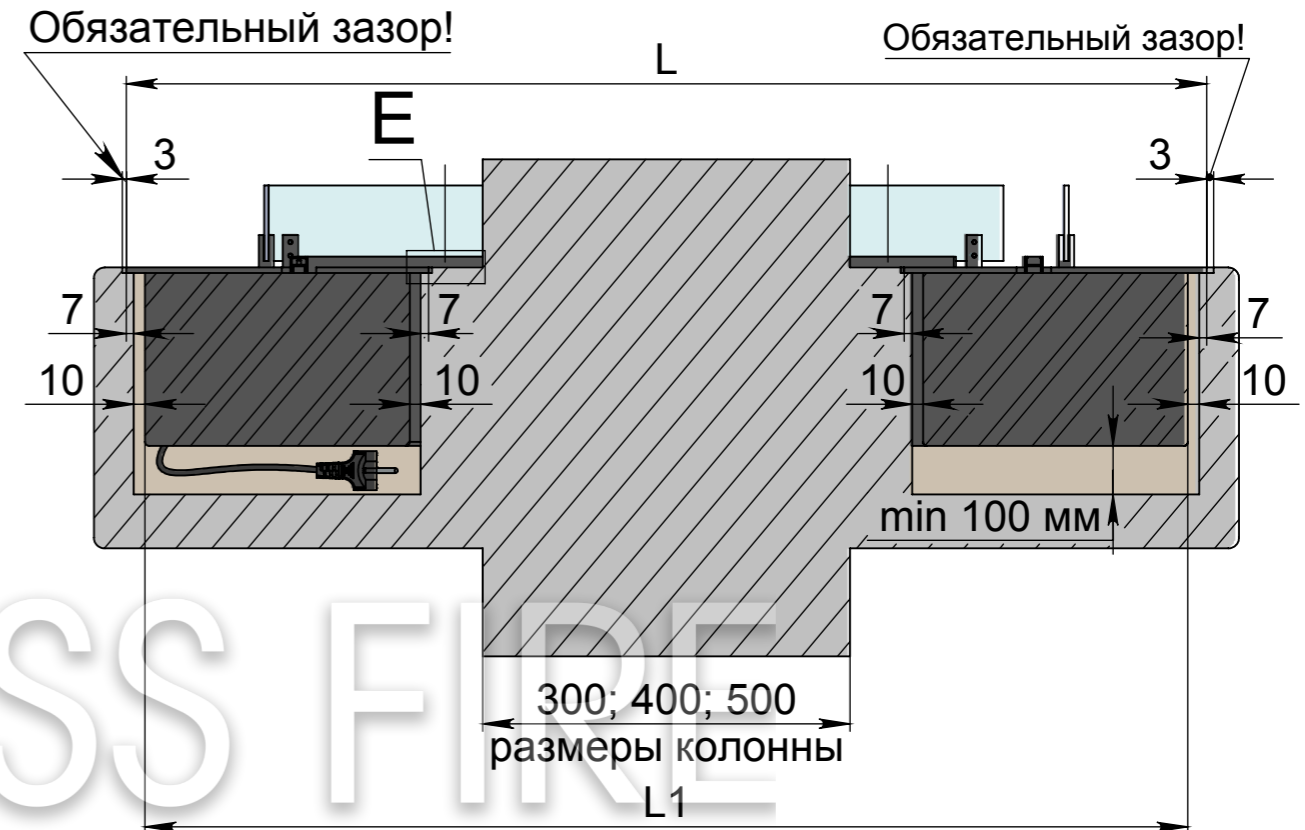 Обязательный зазор!
Обязательный зазор!
L
E
3
3
7
7
7
7
10
10
10
10
min 100 мм
SS FIRE
300; 400; 500
размеры колонны
L1